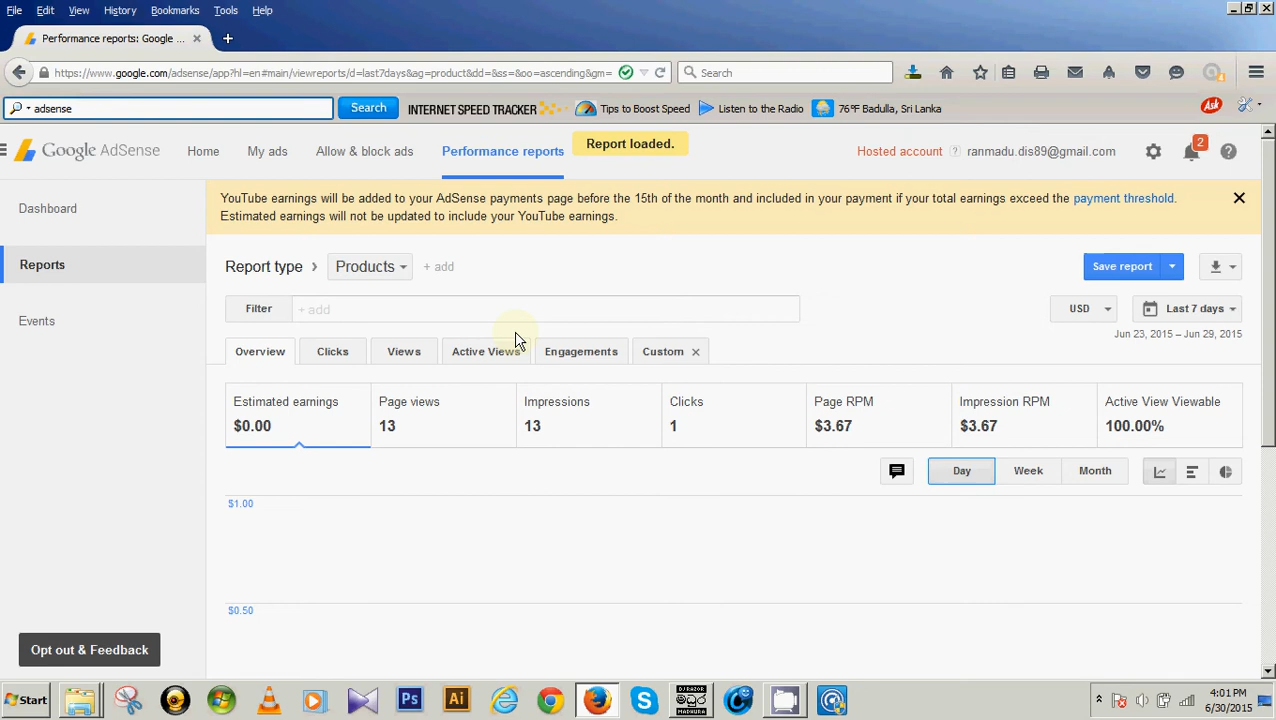 File Edit View History Bookmarks Tools Help
Performance reports: Google ... × +
https://www.google.com/adsense/app?hl=en#main/viewreports/d=last7days&ag=product&dd=&ss=&oo=ascending&gm= Search
adsense Search INTERNET SPEED TRACKER Tips to Boost Speed Listen to the Radio 76°F Badulla, Sri Lanka Ask
Google AdSense Home My ads Allow & block ads Performance reports Report loaded. Hosted account ? ranmadu.dis89@gmail.com 2 ?
YouTube earnings will be added to your AdSense payments page before the 15th of the month and included in your payment if your total earnings exceed the payment threshold.
Estimated earnings will not be updated to include your YouTube earnings.
Dashboard
Reports
Events
Report type › Products + add Save report
Filter + add USD Last 7 days
Jun 23, 2015 – Jun 29, 2015
Overview Clicks Views Active Views Engagements Custom ×
Estimated earnings Page views Impressions Clicks Page RPM Impression RPM Active View Viewable
$0.00 13 13 1 $3.67 $3.67 100.00%
Day Week Month
$1.00
$0.50
Opt out & Feedback
Start Ps Ai DJ RAZOR MADHURA 4:01 PM
6/30/2015